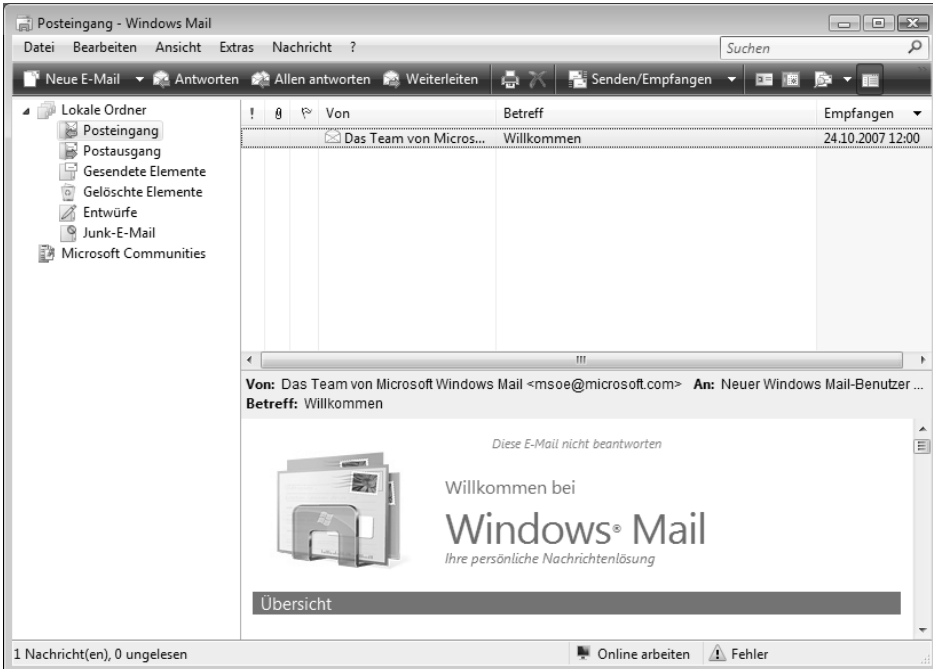 Posteingang - Windows Mail
Datei Bearbeiten Ansicht Extras Nachricht ?
Suchen
Neue E-Mail Antworten Allen antworten Weiterleiten Senden/Empfangen
Lokale Ordner
Posteingang
Postausgang
Gesendete Elemente
Gelöschte Elemente
Entwürfe
Junk-E-Mail
Microsoft Communities
! Von Betreff Empfangen
Das Team von Micros... Willkommen 24.10.2007 12:00
Von: Das Team von Microsoft Windows Mail <msoe@microsoft.com> An: Neuer Windows Mail-Benutzer ...
Betreff: Willkommen
Diese E-Mail nicht beantworten
Willkommen bei
Windows® Mail
Ihre persönliche Nachrichtenlösung
Übersicht
1 Nachricht(en), 0 ungelesen Online arbeiten Fehler